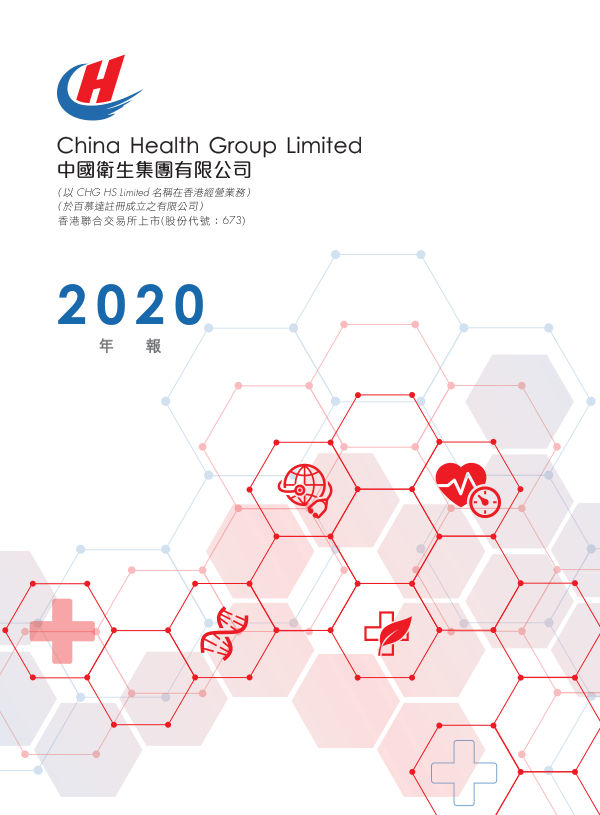 CH
China Health Group Limited
中國衛生集團有限公司
(以 CHG HS Limited 名稱在香港經營業務)
(於百慕達註冊成立之有限公司)
香港聯合交易所上市(股份代號：673)
2020
年 報